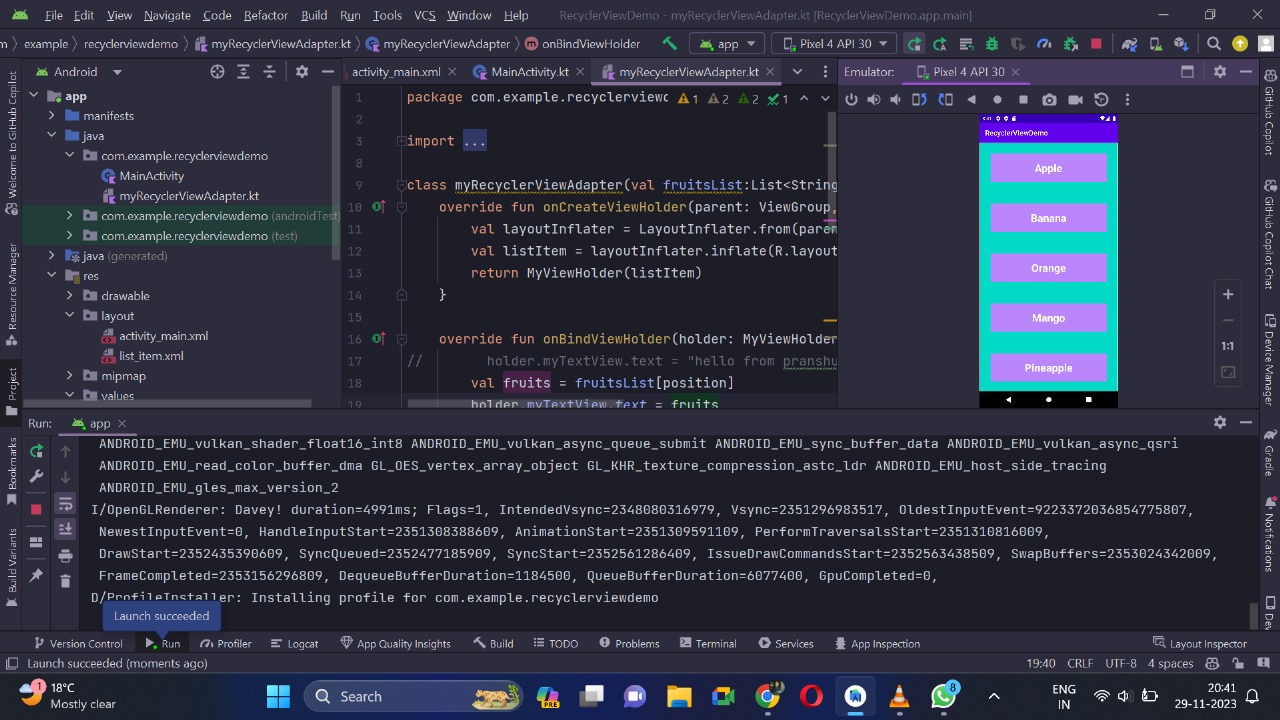 File Edit View Navigate Code Refactor Build Run Tools VCS Window Help RecyclerViewDemo - myRecyclerViewAdapter.kt [RecyclerViewDemo.app.main]
m example recyclerviewdemo myRecyclerViewAdapter.kt myRecyclerViewAdapter onBindViewHolder app Pixel 4 API 30
Android
activity_main.xml MainActivity.kt myRecyclerViewAdapter.kt
Emulator: Pixel 4 API 30
app
manifests
java
com.example.recyclerviewdemo
MainActivity
myRecyclerViewAdapter.kt
com.example.recyclerviewdemo (androidTest)
com.example.recyclerviewdemo (test)
java (generated)
res
drawable
layout
activity_main.xml
list_item.xml
mipmap
values
1 package com.example.recyclerviewd 1 2 2 1
2
3 import ...
8
9 class myRecyclerViewAdapter(val fruitsList:List<String
10 override fun onCreateViewHolder(parent: ViewGroup,
11 val layoutInflater = LayoutInflater.from(pare
12 val listItem = layoutInflater.inflate(R.layou
13 return MyViewHolder(listItem)
14 }
15
16 override fun onBindViewHolder(holder: MyViewHolde
17 // holder.myTextView.text = "hello from pranshu
18 val fruits = fruitsList[position]
19 holder.myTextView.text = fruits
RecyclerViewDemo
Apple
Banana
Orange
Mango
Pineapple
1:1
Welcome to GitHub Copilot
Resource Manager
Project
Bookmarks
Build Variants
GitHub Copilot
GitHub Copilot Chat
Device Manager
Gradle
Notifications
Emulator
Run: app
ANDROID_EMU_vulkan_shader_float16_int8 ANDROID_EMU_vulkan_async_queue_submit ANDROID_EMU_sync_buffer_data ANDROID_EMU_vulkan_async_qsri
ANDROID_EMU_read_color_buffer_dma GL_OES_vertex_array_object GL_KHR_texture_compression_astc_ldr ANDROID_EMU_host_side_tracing
ANDROID_EMU_gles_max_version_2
I/OpenGLRenderer: Davey! duration=4991ms; Flags=1, IntendedVsync=2348080316979, Vsync=2351296983517, OldestInputEvent=9223372036854775807,
NewestInputEvent=0, HandleInputStart=2351308388609, AnimationStart=2351309591109, PerformTraversalsStart=2351310816009,
DrawStart=2352435390609, SyncQueued=2352477185909, SyncStart=2352561286409, IssueDrawCommandsStart=2352563438509, SwapBuffers=2353024342009,
FrameCompleted=2353156296809, DequeueBufferDuration=1184500, QueueBufferDuration=6077400, GpuCompleted=0,
D/ProfileInstaller: Installing profile for com.example.recyclerviewdemo
Launch succeeded
Version Control Run Profiler Logcat App Quality Insights Build TODO Problems Terminal Services App Inspection Layout Inspector
Launch succeeded (moments ago) 19:40 CRLF UTF-8 4 spaces
1 18°C
Mostly clear
Search
PRE
8
ENG
IN
20:41
29-11-2023